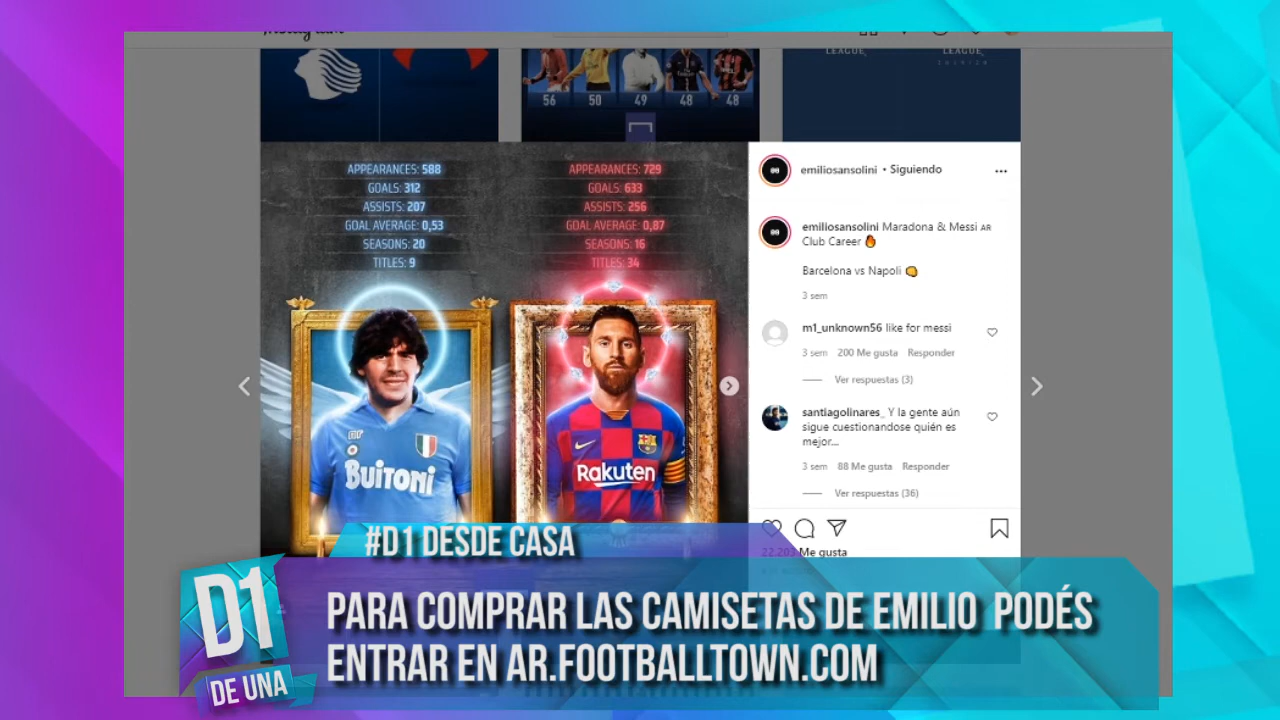 Instagram
LEAGUE
LEAGUE
56 50 49 48 48
APPEARANCES: 588
GOALS: 312
ASSISTS: 207
GOAL AVERAGE: 0,53
SEASONS: 20
TITLES: 9
APPEARANCES: 729
GOALS: 633
ASSISTS: 256
GOAL AVERAGE: 0,87
SEASONS: 16
TITLES: 34
BUITONI
Rakuten
emiliosansolini • Siguiendo
emiliosansolini Maradona & Messi AR
Club Career
Barcelona vs Napoli
3 sem
m1_unknown56 like for messi
3 sem 200 Me gusta Responder
Ver respuestas (3)
santiagolinares_ Y la gente aún
sigue cuestionandose quién es
mejor...
3 sem 88 Me gusta Responder
Ver respuestas (36)
22.203 Me gusta
#D1 DESDE CASA
D1
DE UNA
PARA COMPRAR LAS CAMISETAS DE EMILIO PODÉS
ENTRAR EN AR.FOOTBALLTOWN.COM